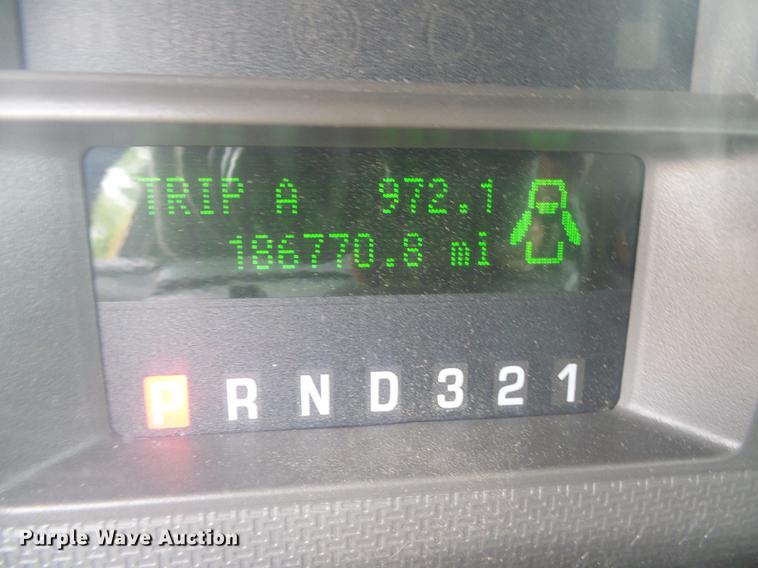 TRIP A 972.1
186770.8 mi
P R N D 3 2 1
Purple Wave Auction